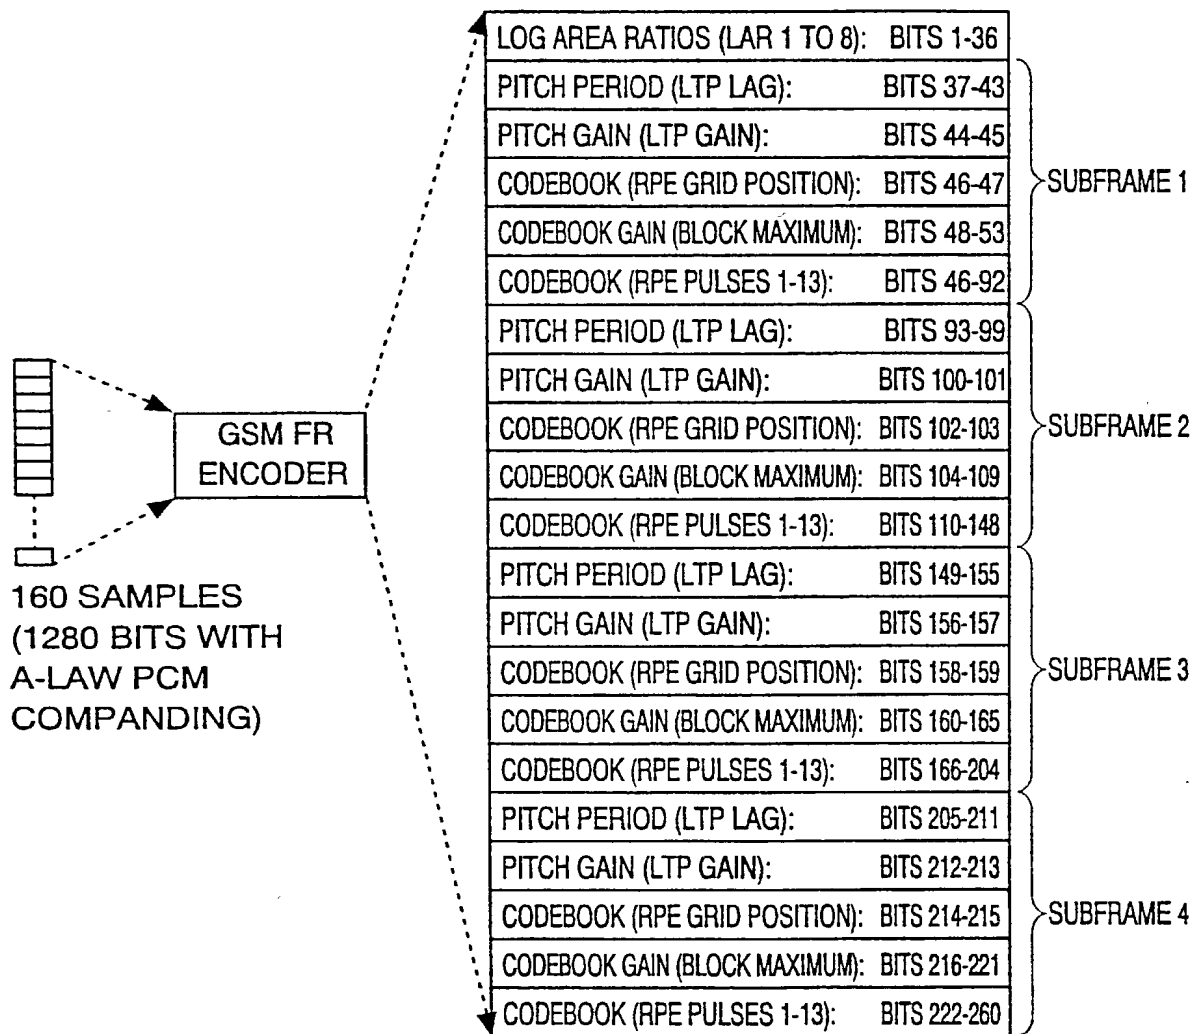 LOG AREA RATIOS (LAR 1 TO 8): BITS 1-36
PITCH PERIOD (LTP LAG): BITS 37-43
PITCH GAIN (LTP GAIN): BITS 44-45
CODEBOOK (RPE GRID POSITION): BITS 46-47
CODEBOOK GAIN (BLOCK MAXIMUM): BITS 48-53
CODEBOOK (RPE PULSES 1-13): BITS 46-92
SUBFRAME 1
PITCH PERIOD (LTP LAG): BITS 93-99
PITCH GAIN (LTP GAIN): BITS 100-101
CODEBOOK (RPE GRID POSITION): BITS 102-103
CODEBOOK GAIN (BLOCK MAXIMUM): BITS 104-109
CODEBOOK (RPE PULSES 1-13): BITS 110-148
SUBFRAME 2
PITCH PERIOD (LTP LAG): BITS 149-155
PITCH GAIN (LTP GAIN): BITS 156-157
CODEBOOK (RPE GRID POSITION): BITS 158-159
CODEBOOK GAIN (BLOCK MAXIMUM): BITS 160-165
CODEBOOK (RPE PULSES 1-13): BITS 166-204
SUBFRAME 3
PITCH PERIOD (LTP LAG): BITS 205-211
PITCH GAIN (LTP GAIN): BITS 212-213
CODEBOOK (RPE GRID POSITION): BITS 214-215
CODEBOOK GAIN (BLOCK MAXIMUM): BITS 216-221
CODEBOOK (RPE PULSES 1-13): BITS 222-260
SUBFRAME 4
GSM FR
ENCODER
160 SAMPLES
(1280 BITS WITH
A-LAW PCM
COMPANDING)